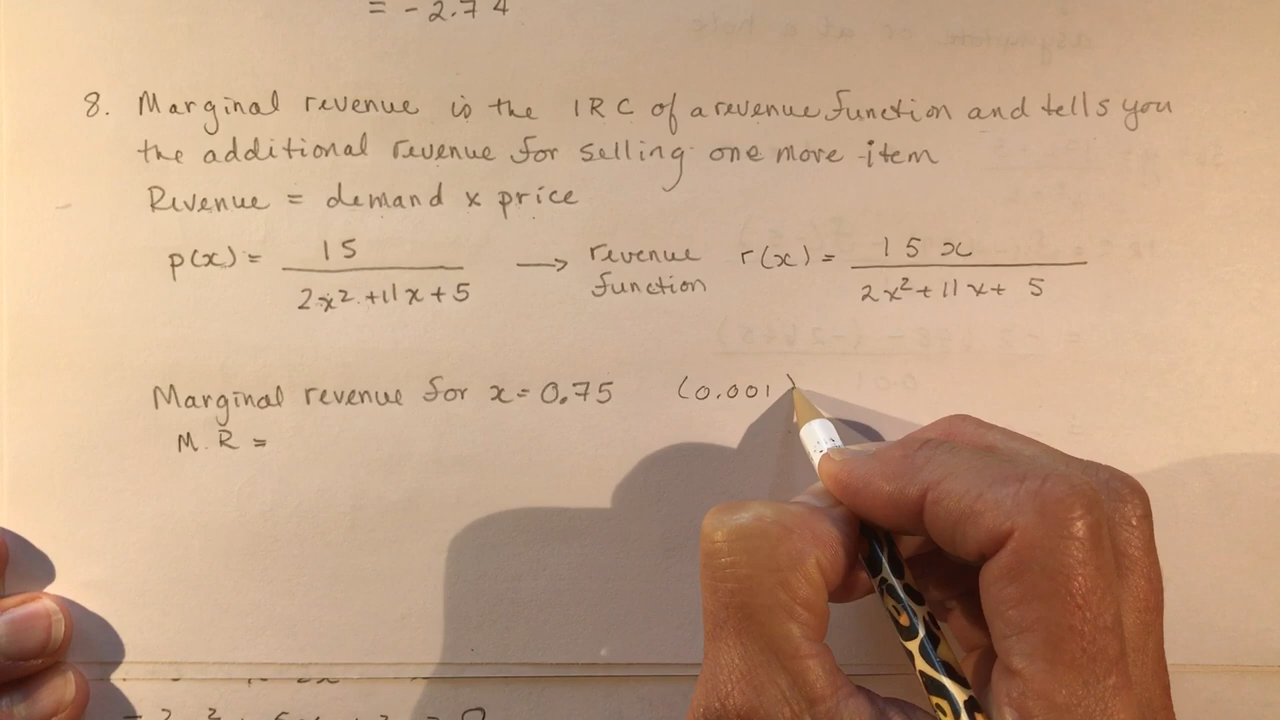 = -2.74
8. Marginal revenue is the IRC of a revenue function and tells you
the additional revenue for selling one more item
Revenue = demand x price
p(x) = 15 / 2x² + 11x + 5 → revenue function r(x) = 15x / 2x² + 11x + 5
Marginal revenue for x = 0.75 (0.001)
M.R =